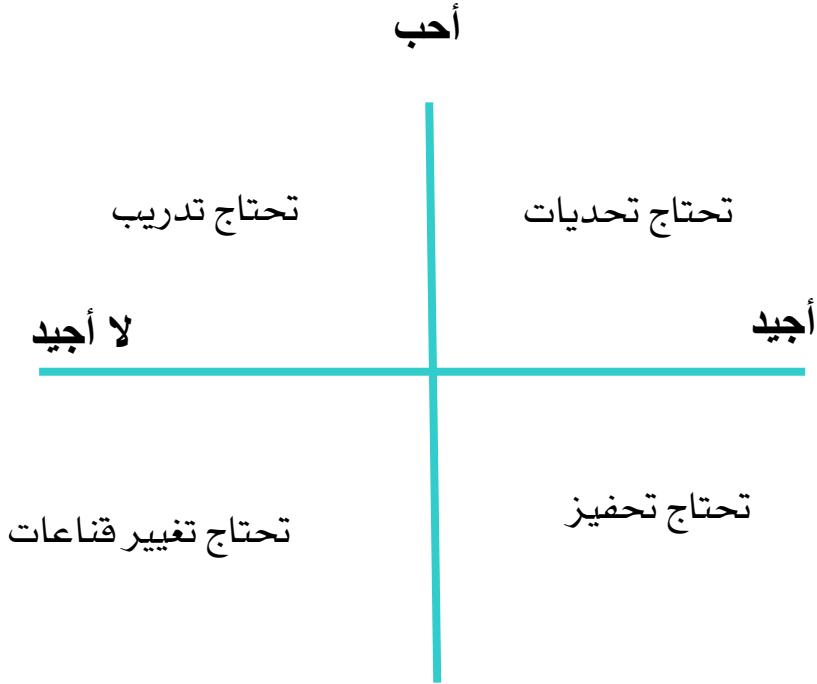 أحب
تحتاج تحديات
تحتاج تدريب
أجيد
لا أجيد
تحتاج تحفيز
تحتاج تغيير قناعات